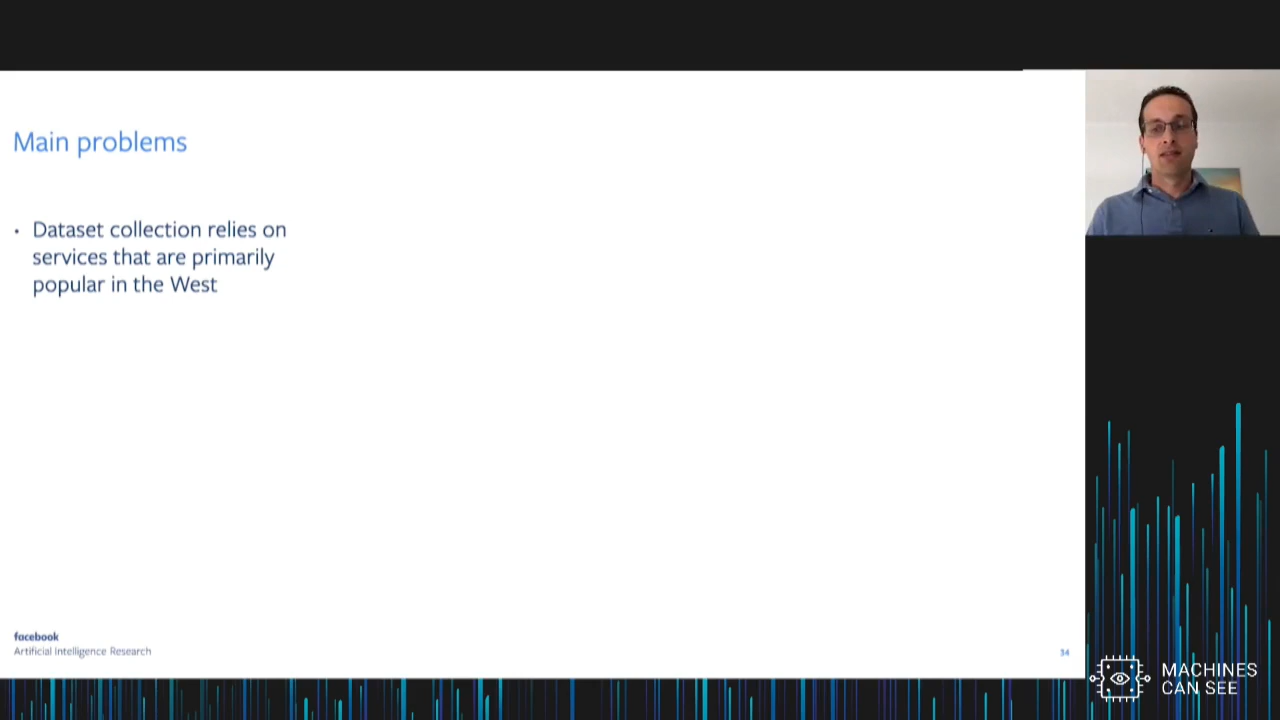 Main problems
• Dataset collection relies on
services that are primarily
popular in the West
facebook
Artificial Intelligence Research
34
MACHINES
CAN SEE